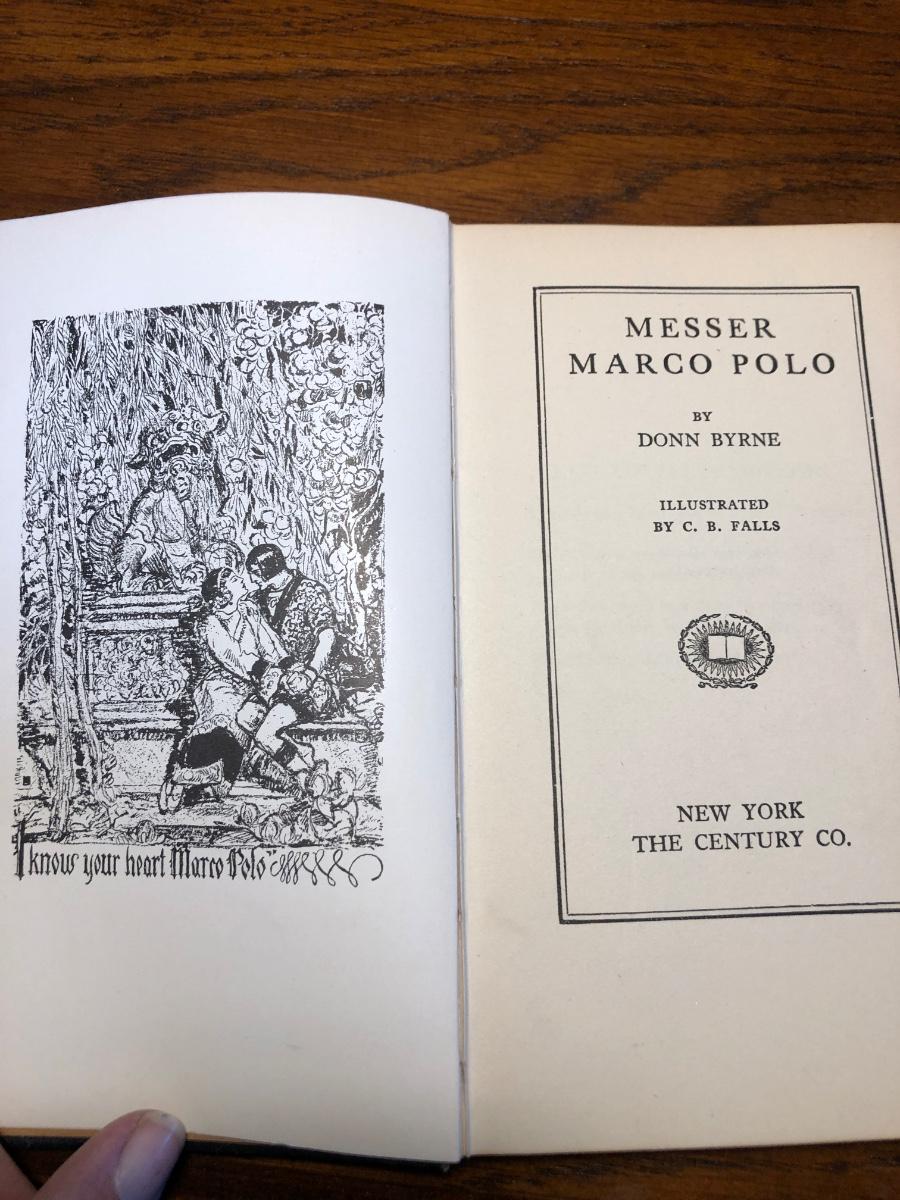 I know your heart Marco Polo
MESSER
MARCO POLO
BY
DONN BYRNE
ILLUSTRATED
BY C. B. FALLS
NEW YORK
THE CENTURY CO.